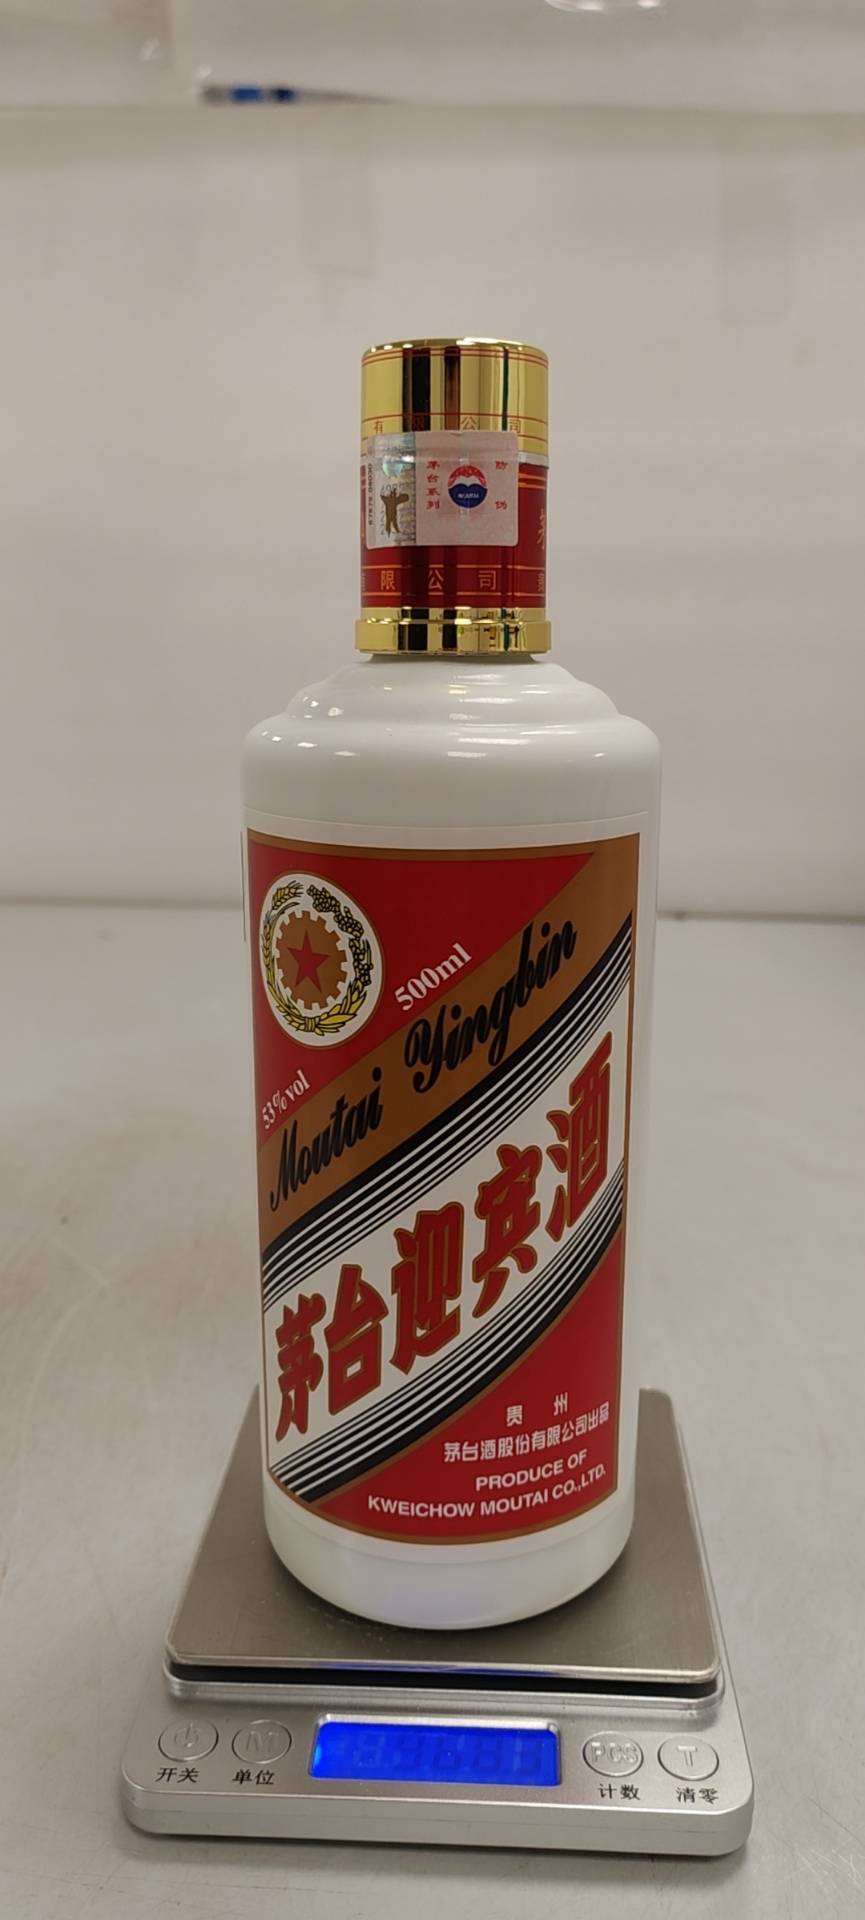 有限公司
茅台系列
防伪
MOUTAI
限公司
500ml
53%vol
Moutai Yingbin
茅台迎宾酒
贵州
茅台酒股份有限公司出品
PRODUCE OF
KWEICHOW MOUTAI CO.,LTD.
M
PCS
T
开关
单位
计数
清零